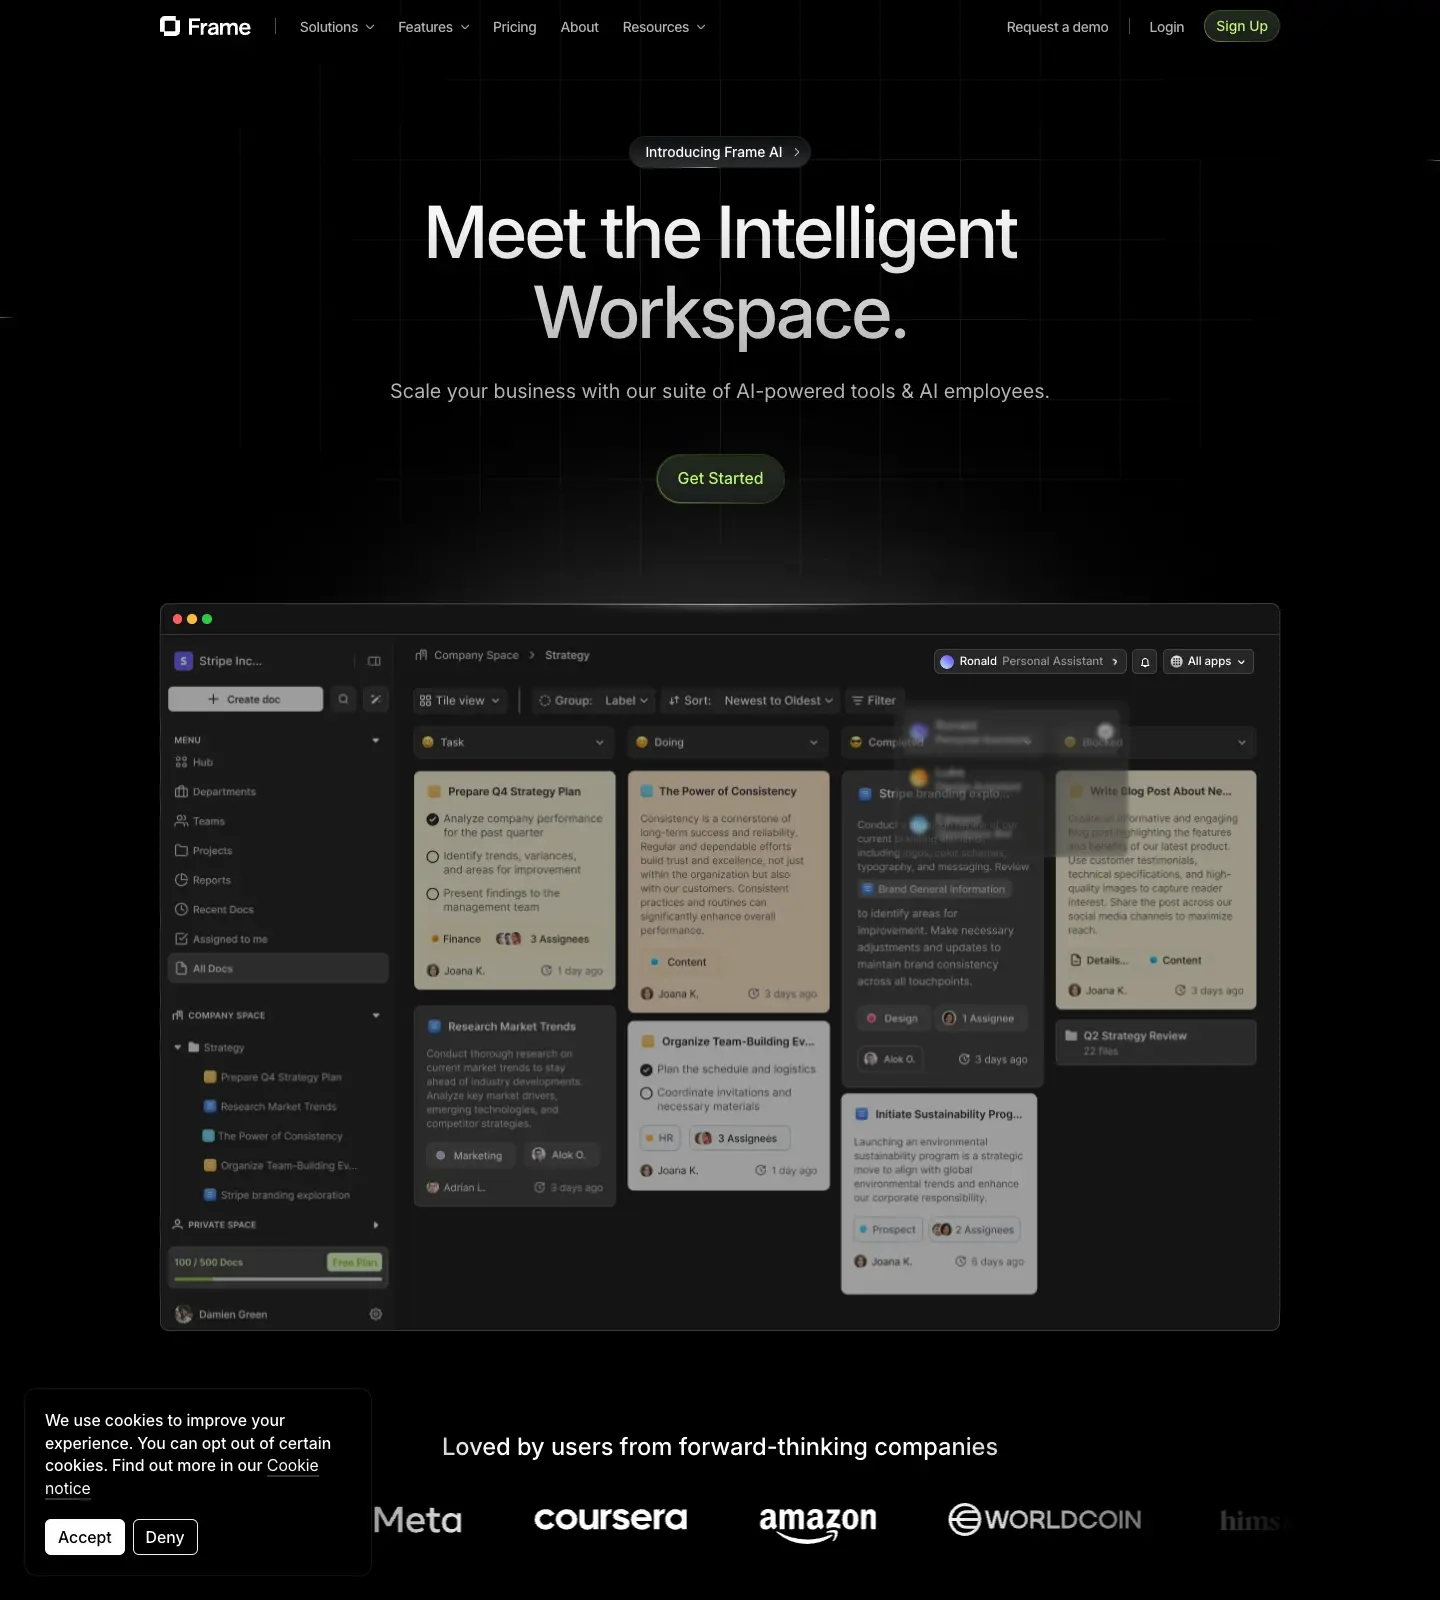 Frame
Solutions
Features
Pricing
About
Resources
Request a demo
Login
Sign Up
Introducing Frame AI
Meet the Intelligent
Workspace.
Scale your business with our suite of AI-powered tools & AI employees.
Get Started
S
Stripe Inc...
Create doc
MENU
Hub
Departments
Teams
Projects
Reports
Recent Docs
Assigned to me
All Docs
COMPANY SPACE
Strategy
Prepare Q4 Strategy Plan
Research Market Trends
The Power of Consistency
Organize Team-Building Ev...
Stripe branding exploration
PRIVATE SPACE
100 / 500 Docs
Free Plan
Damien Green
Company Space
Strategy
Ronald Personal Assistant
All apps
Tile view
Group: Label
Sort: Newest to Oldest
Filter
Task
Prepare Q4 Strategy Plan
Analyze company performance
for the past quarter
Identify trends, variances,
and areas for improvement
Present findings to the
management team
Finance
3 Assignees
Joana K.
1 day ago
Research Market Trends
Conduct thorough research on
current market trends to stay
ahead of industry developments.
Analyze key market drivers,
emerging technologies, and
competitor strategies.
Marketing
Alok O.
Adrian L.
3 days ago
Doing
The Power of Consistency
Consistency is a cornerstone of
long-term success and reliability.
Regular and dependable efforts
build trust and excellence, not just
within the organization but also
with our customers. Consistent
practices and routines can
significantly enhance overall
performance.
Content
Joana K.
3 days ago
Organize Team-Building Ev...
Plan the schedule and logistics
Coordinate invitations and
necessary materials
HR
3 Assignees
Joana K.
1 day ago
Completed
Stripe branding explo...
Conduct
current
including logos, color schemes,
typography, and messaging. Review
Brand General Information
to identify areas for
improvement. Make necessary
adjustments and updates to
maintain brand consistency
across all touchpoints.
Design
1 Assignee
Alok O.
3 days ago
Initiate Sustainability Prog...
Launching an environmental
sustainability program is a strategic
move to align with global
environmental trends and enhance
our corporate responsibility.
Prospect
2 Assignees
Joana K.
6 days ago
Blocked
Write Blog Post About Ne...
informative and engaging
blog post highlighting the features
and benefits of our latest product.
Use customer testimonials,
technical specifications, and high-
quality images to capture reader
interest. Share the post across our
social media channels to maximize
reach.
Details...
Content
Joana K.
3 days ago
Q2 Strategy Review
22 files
Ronald
Personal Assistant
We use cookies to improve your
experience. You can opt out of certain
cookies. Find out more in our Cookie
notice
Accept
Deny
Loved by users from forward-thinking companies
Meta
coursera
amazon
WORLDCOIN
hims